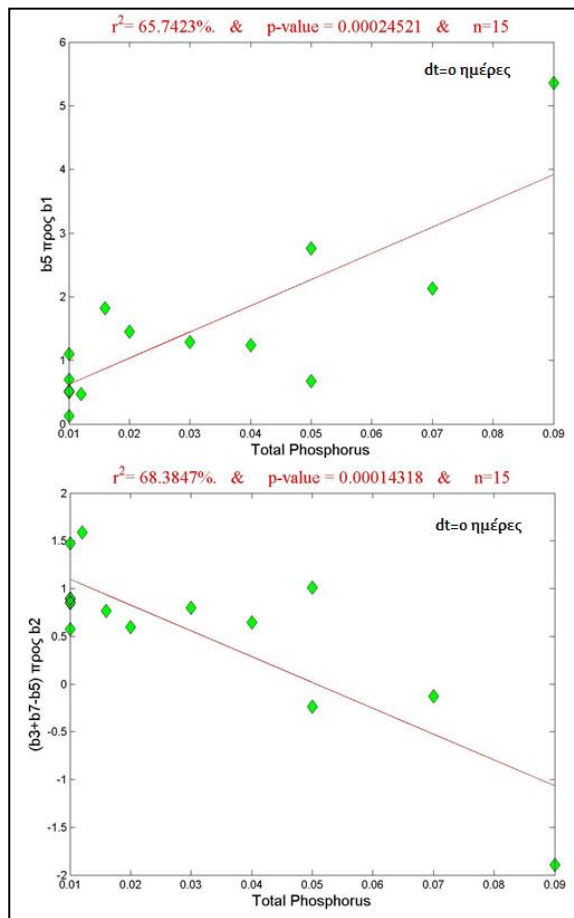 r²= 65.7423%.   &   p-value = 0.00024521   &   n=15
dt=0 ημέρες
6
5
4
3
2
1
0
b5 προς b1
0.01 0.02 0.03 0.04 0.05 0.06 0.07 0.08 0.09
Total Phosphorus
r²= 68.3847%.   &   p-value = 0.00014318   &   n=15
dt=0 ημέρες
2
1.5
1
0.5
0
-0.5
-1
-1.5
-2
(b3+b7-b5) προς b2
0.01 0.02 0.03 0.04 0.05 0.06 0.07 0.08 0.09
Total Phosphorus